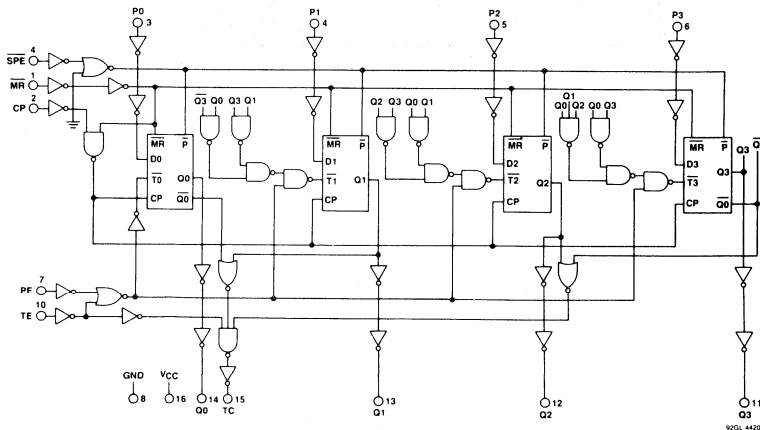 P0 P1 P2 P3
3 4 5 6
4
SPE
1
MR
2
CP
Q3 Q0 Q3 Q1
Q2 Q3 Q0 Q1
Q1
Q0 Q2 Q0 Q3
MR P MR P MR P MR P
Q3
D0 D1 D2 D3
T0 Q0 T1 Q1 T2 Q2 T3 Q3
CP Q0 CP CP CP Q0
7
PE
10
TE
GND VCC
8 16 14 15 13 12 11
Q0 TC Q1 Q2 Q3
92GL 4420